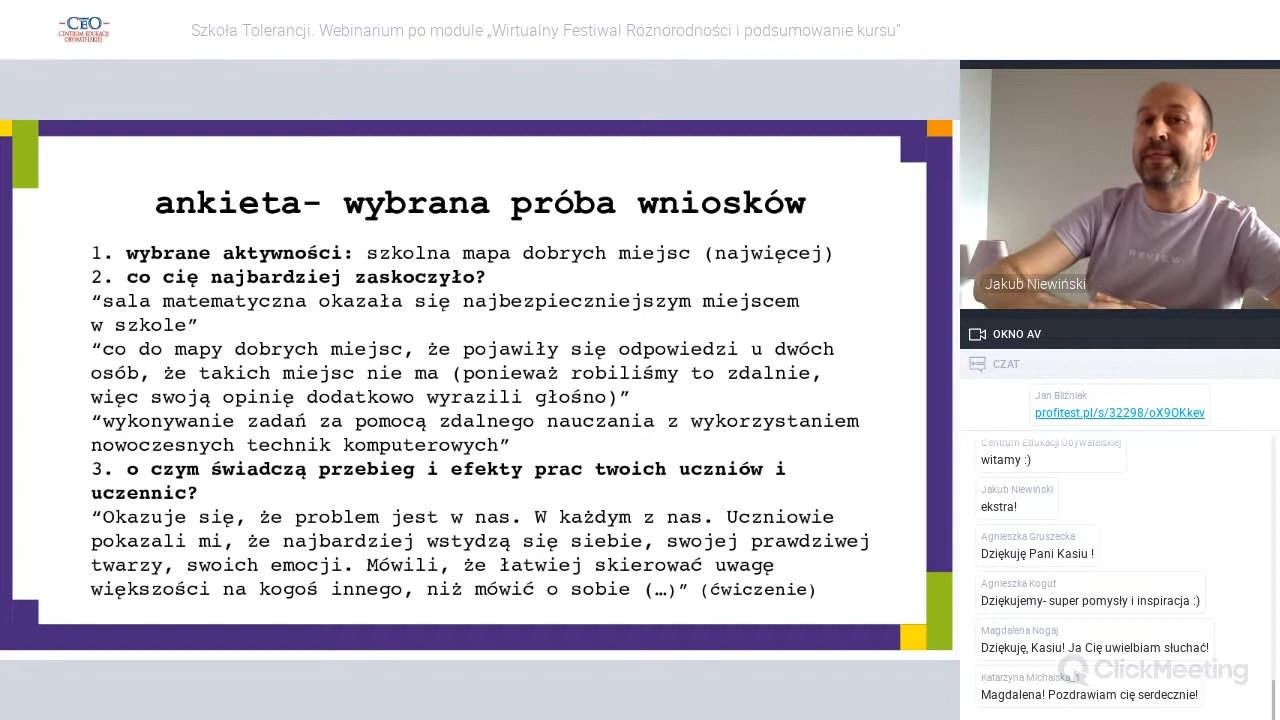 CEO
CENTRUM EDUKACJI
OBYWATELSKIEJ
Szkoła Tolerancji. Webinarium po module „Wirtualny Festiwal Różnorodności i podsumowanie kursu”
ankieta- wybrana próba wniosków
1. wybrane aktywności: szkolna mapa dobrych miejsc (najwięcej)
2. co cię najbardziej zaskoczyło?
“sala matematyczna okazała się najbezpieczniejszym miejscem
w szkole”
“co do mapy dobrych miejsc, że pojawiły się odpowiedzi u dwóch
osób, że takich miejsc nie ma (ponieważ robiliśmy to zdalnie,
więc swoją opinię dodatkowo wyrazili głośno)”
“wykonywanie zadań za pomocą zdalnego nauczania z wykorzystaniem
nowoczesnych technik komputerowych”
3. o czym świadczą przebieg i efekty prac twoich uczniów i
uczennic?
“Okazuje się, że problem jest w nas. W każdym z nas. Uczniowie
pokazali mi, że najbardziej wstydzą się siebie, swojej prawdziwej
twarzy, swoich emocji. Mówili, że łatwiej skierować uwagę
większości na kogoś innego, niż mówić o sobie (…)” (ćwiczenie)
REVIEW
Jakub Niewiński
OKNO AV
CZAT
Jan Bliźniak
profitest.pl/s/32298/oX9OKkev
Centrum Edukacji Obywatelskiej
witamy :)
Jakub Niewiński
ekstra!
Agnieszka Gruszecka
Dziękuję Pani Kasiu !
Agnieszka Kogut
Dziękujemy- super pomysły i inspiracja :)
Magdalena Nogaj
Dziękuję, Kasiu! Ja Cię uwielbiam słuchać!
ClickMeeting
Katarzyna Michalska_1
Magdalena! Pozdrawiam cię serdecznie!